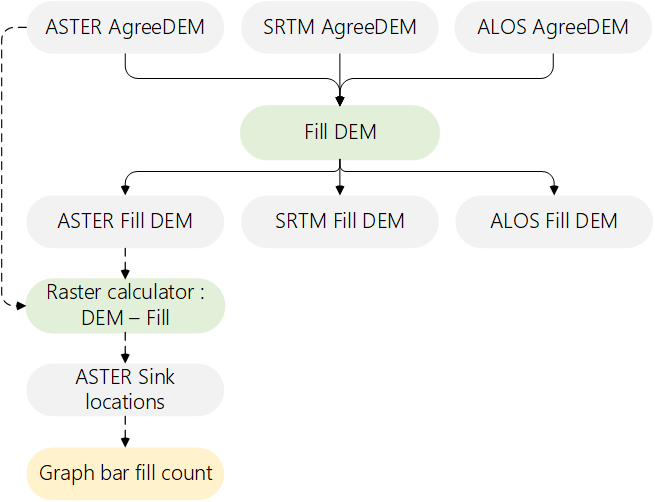 ASTER AgreeDEM
SRTM AgreeDEM
ALOS AgreeDEM
Fill DEM
ASTER Fill DEM
SRTM Fill DEM
ALOS Fill DEM
Raster calculator :
DEM – Fill
ASTER Sink
locations
Graph bar fill count